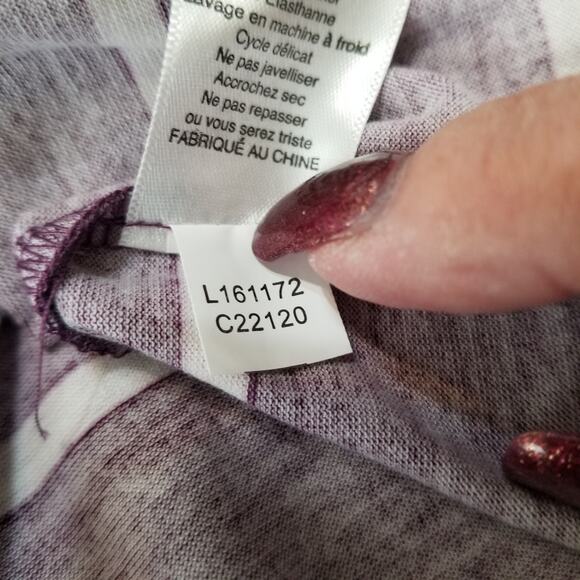 Élasthanne
Lavage en machine à froid
Cycle délicat
Ne pas javelliser
Accrochez sec
Ne pas repasser
ou vous serez triste
FABRIQUÉ AU CHINE
L161172
C22120